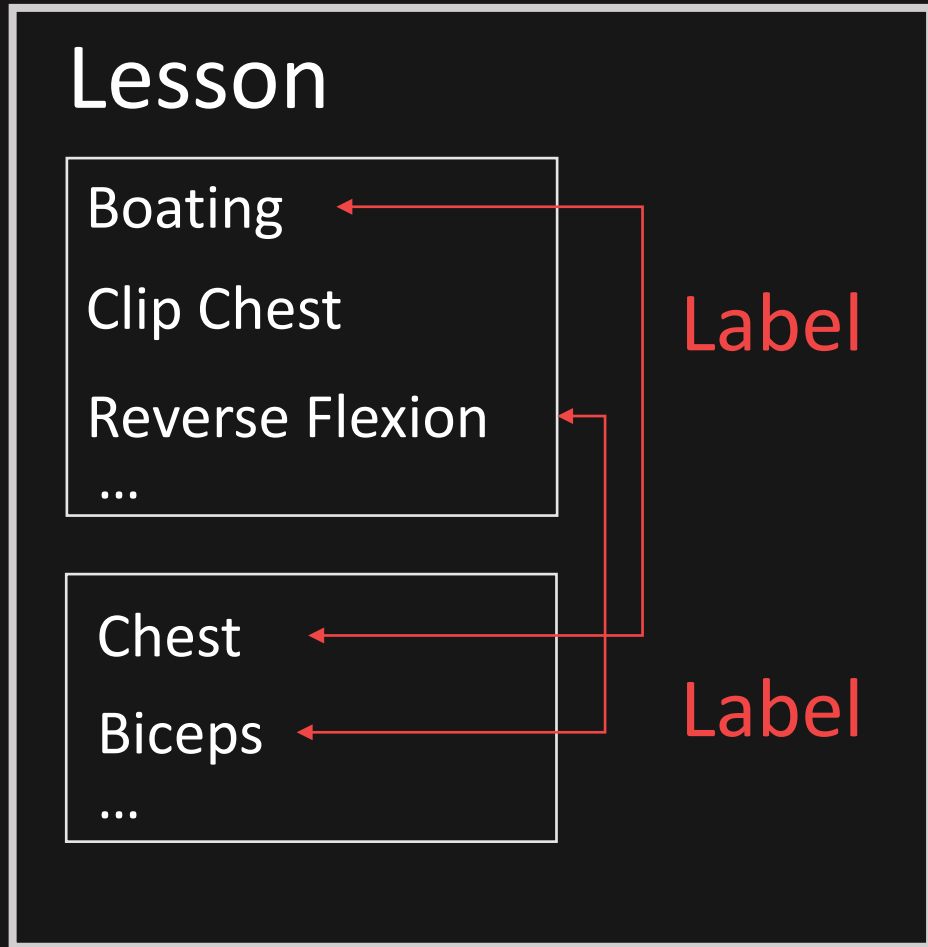 Lesson
Boating
Clip Chest
Label
Reverse Flexion
...
Chest
Label
Biceps
...